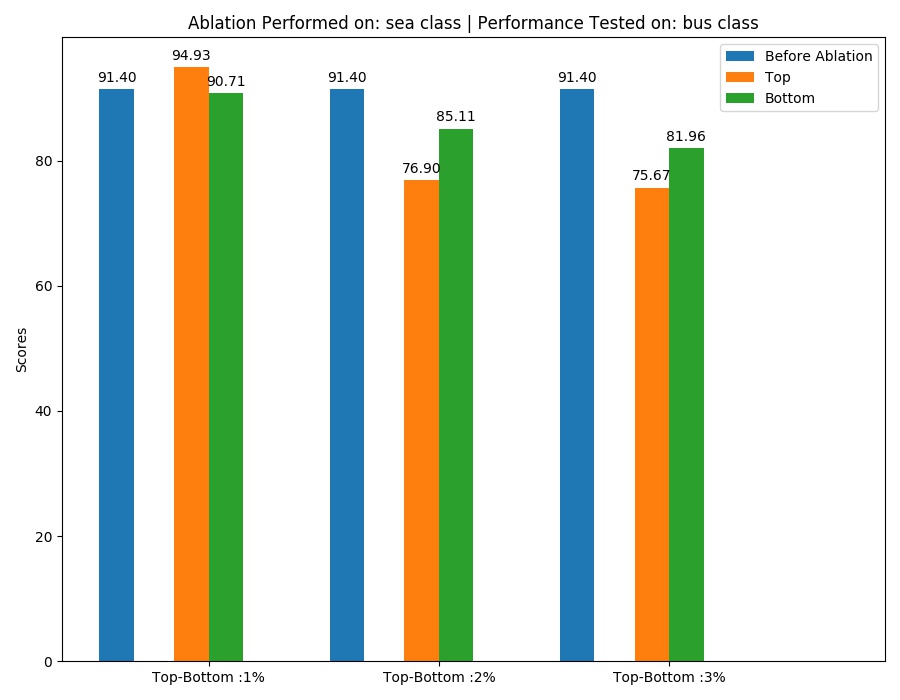 Ablation Performed on: sea class | Performance Tested on: bus class
Before Ablation
Top
Bottom
91.40
94.93
90.71
91.40
76.90
85.11
91.40
75.67
81.96
Scores
80
60
40
20
0
Top-Bottom :1%
Top-Bottom :2%
Top-Bottom :3%